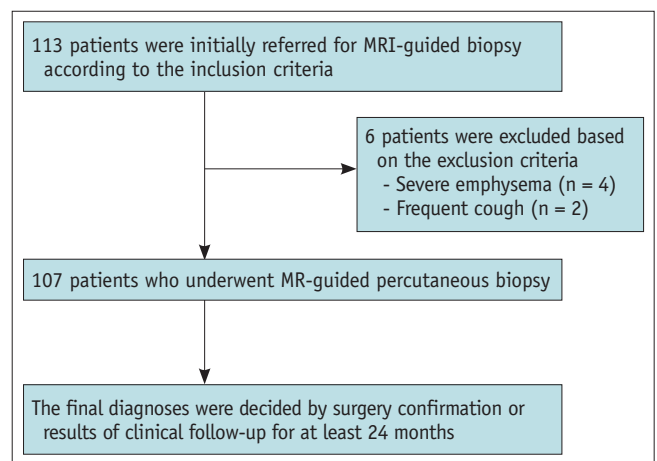 113 patients were initially referred for MRI-guided biopsy
according to the inclusion criteria
6 patients were excluded based
on the exclusion criteria
- Severe emphysema (n = 4)
- Frequent cough (n = 2)
107 patients who underwent MR-guided percutaneous biopsy
The final diagnoses were decided by surgery confirmation or
results of clinical follow-up for at least 24 months